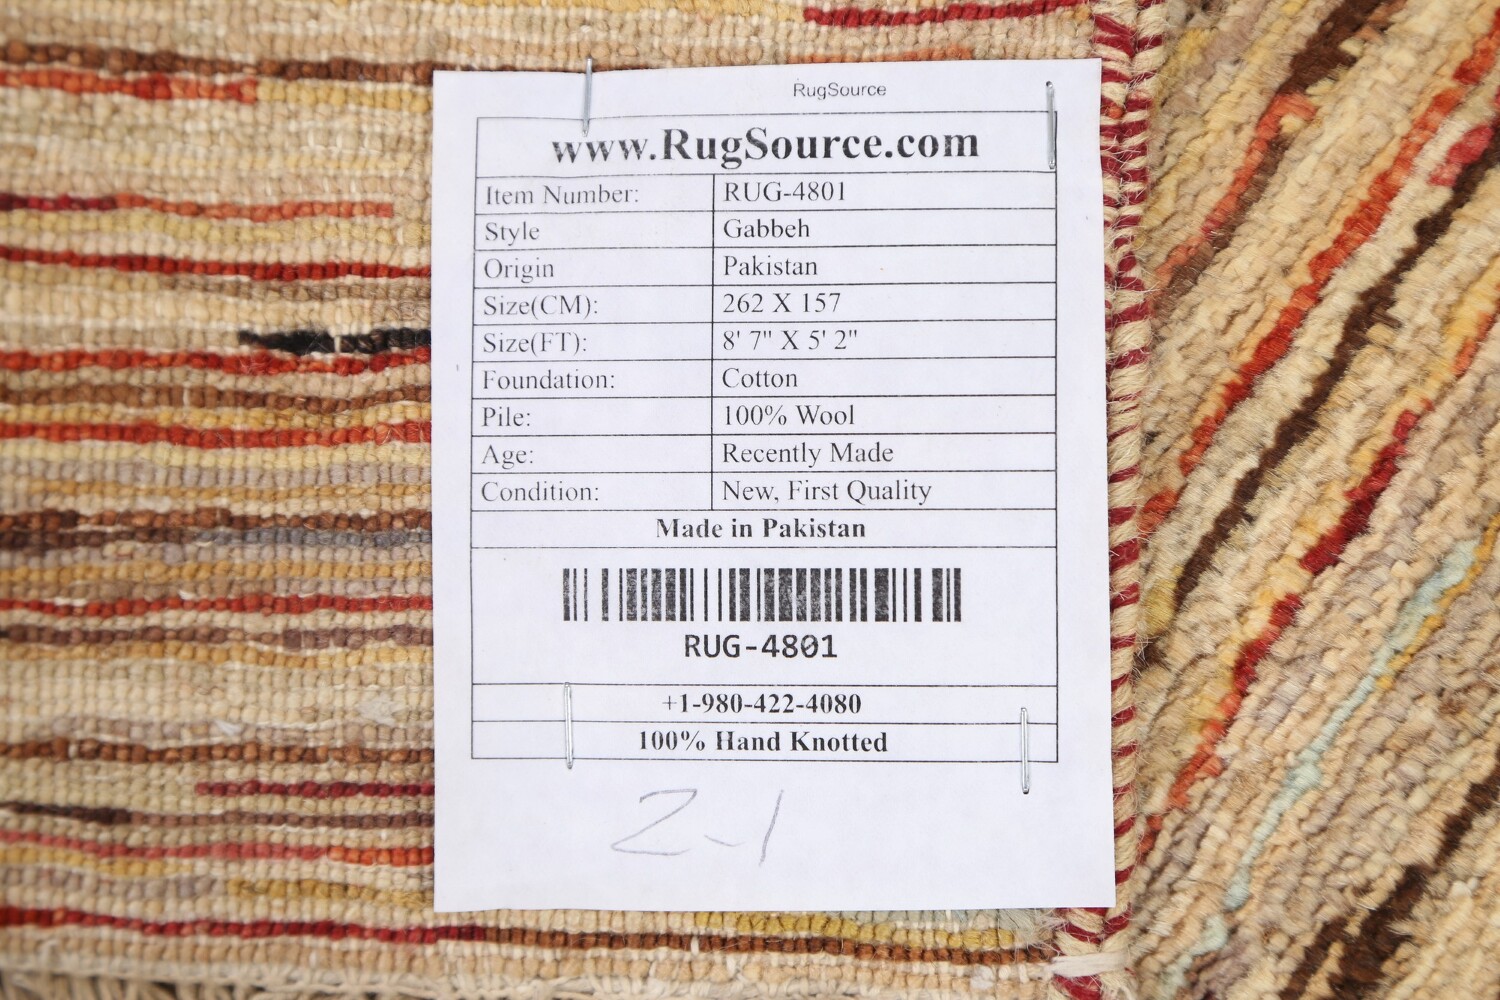 RugSource
www.RugSource.com
Item Number: RUG-4801
Style Gabbeh
Origin Pakistan
Size(CM): 262 X 157
Size(FT): 8' 7" X 5' 2"
Foundation: Cotton
Pile: 100% Wool
Age: Recently Made
Condition: New, First Quality
Made in Pakistan
RUG-4801
+1-980-422-4080
100% Hand Knotted
Z-1